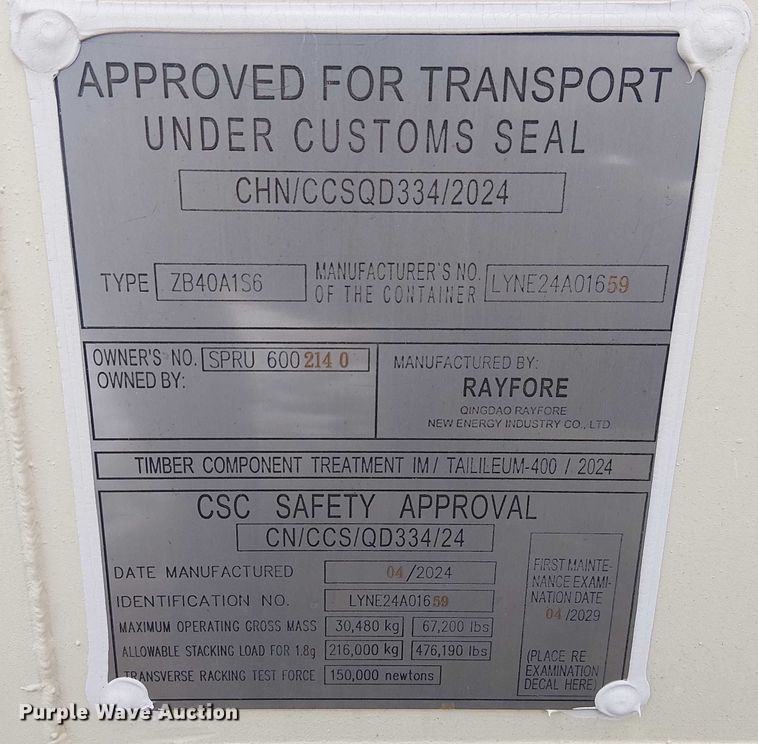 APPROVED FOR TRANSPORT
UNDER CUSTOMS SEAL
CHN/CCSQD334/2024
TYPE ZB40A1S6 MANUFACTURER'S NO. OF THE CONTAINER LYNE24A01659
OWNER'S NO. SPRU 600214 0
OWNED BY:
MANUFACTURED BY:
RAYFORE
QINGDAO RAYFORE
NEW ENERGY INDUSTRY CO., LTD.
TIMBER COMPONENT TREATMENT IM/ TAILILEUM-400 / 2024
CSC SAFETY APPROVAL
CN/CCS/QD334/24
DATE MANUFACTURED 04/2024
IDENTIFICATION NO. LYNE24A01659
MAXIMUM OPERATING GROSS MASS 30,480 kg 67,200 lbs
ALLOWABLE STACKING LOAD FOR 1.8g 216,000 kg 476,190 lbs
TRANSVERSE RACKING TEST FORCE 150,000 newtons
FIRST MAINTE-
NANCE EXAMI-
NATION DATE
04 /2029
(PLACE RE
EXAMINATION
DECAL HERE)
Purple Wave Auction